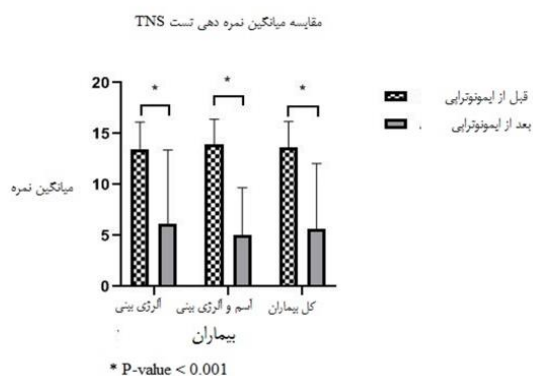 مقایسه میانگین نمره دهی تست TNS
قبل از ایمونوتراپی
بعد از ایمونوتراپی
میانگین نمره
20
15
10
5
0
* * *
آلرژی بینی آسم و آلرژی بینی کل بیماران
بیماران
* P-value < 0.001